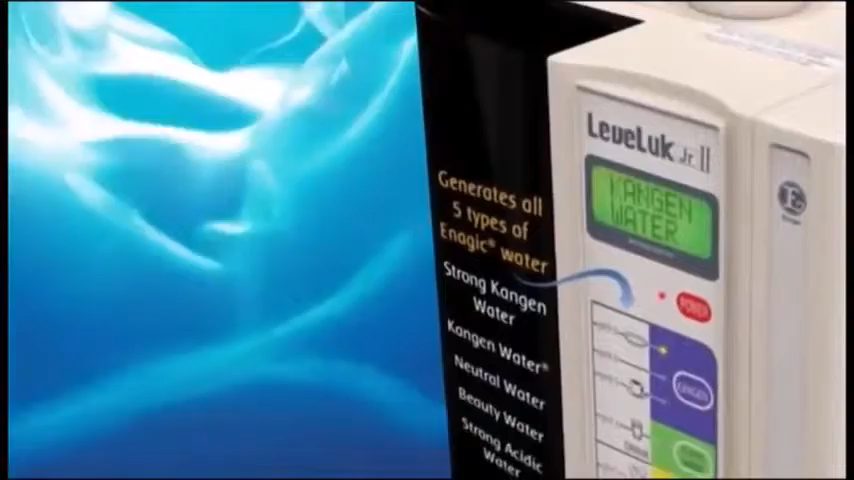 Generates all
5 types of
Enagic® water
Strong Kangen
Water
Kangen Water®
Neutral Water
Beauty Water
Strong Acidic
Water
LeveLuk Jr.II
KANGEN
WATER
POWER
KANGEN